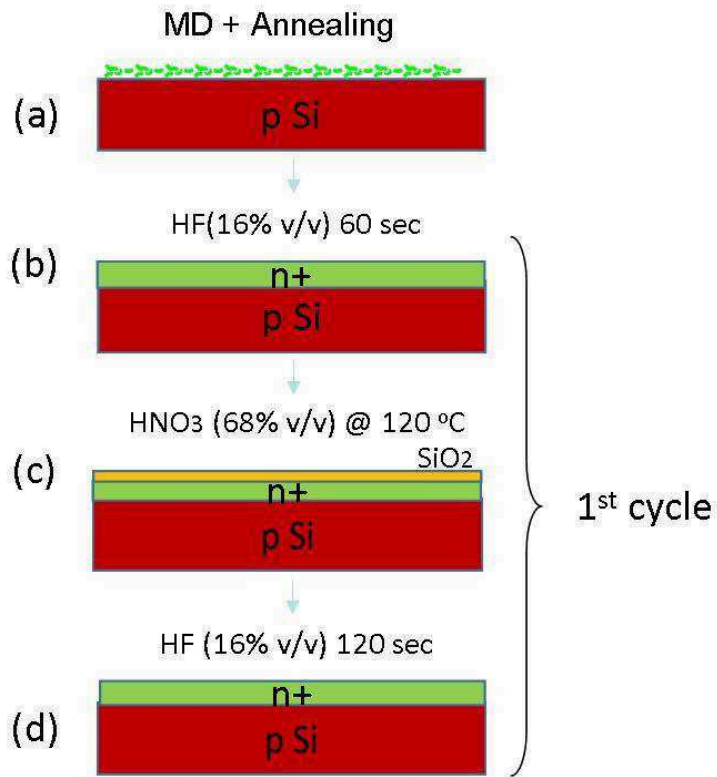 MD + Annealing
(a)
p Si
HF(16% v/v) 60 sec
(b)
n+
p Si
HNO3 (68% v/v) @ 120 ºC
SiO2
(c)
n+
p Si
1st cycle
HF (16% v/v) 120 sec
n+
(d)
p Si